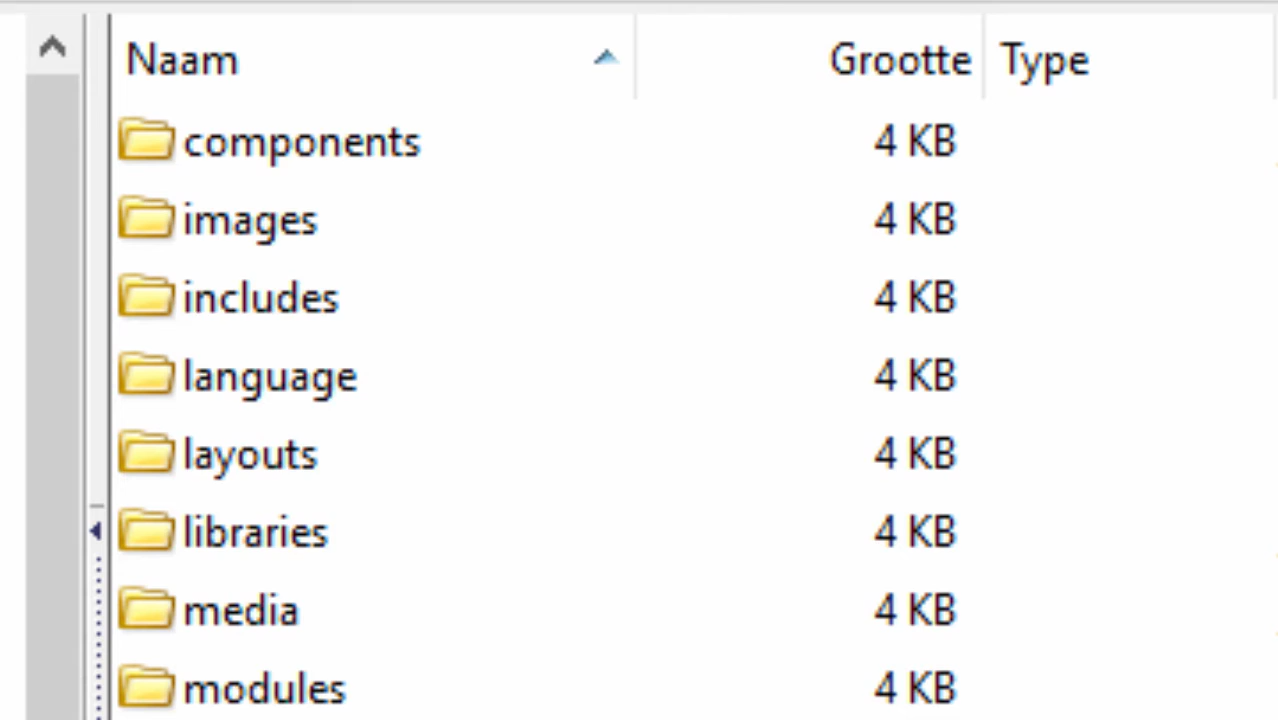 Naam Grootte Type
components 4 KB
images 4 KB
includes 4 KB
language 4 KB
layouts 4 KB
libraries 4 KB
media 4 KB
modules 4 KB